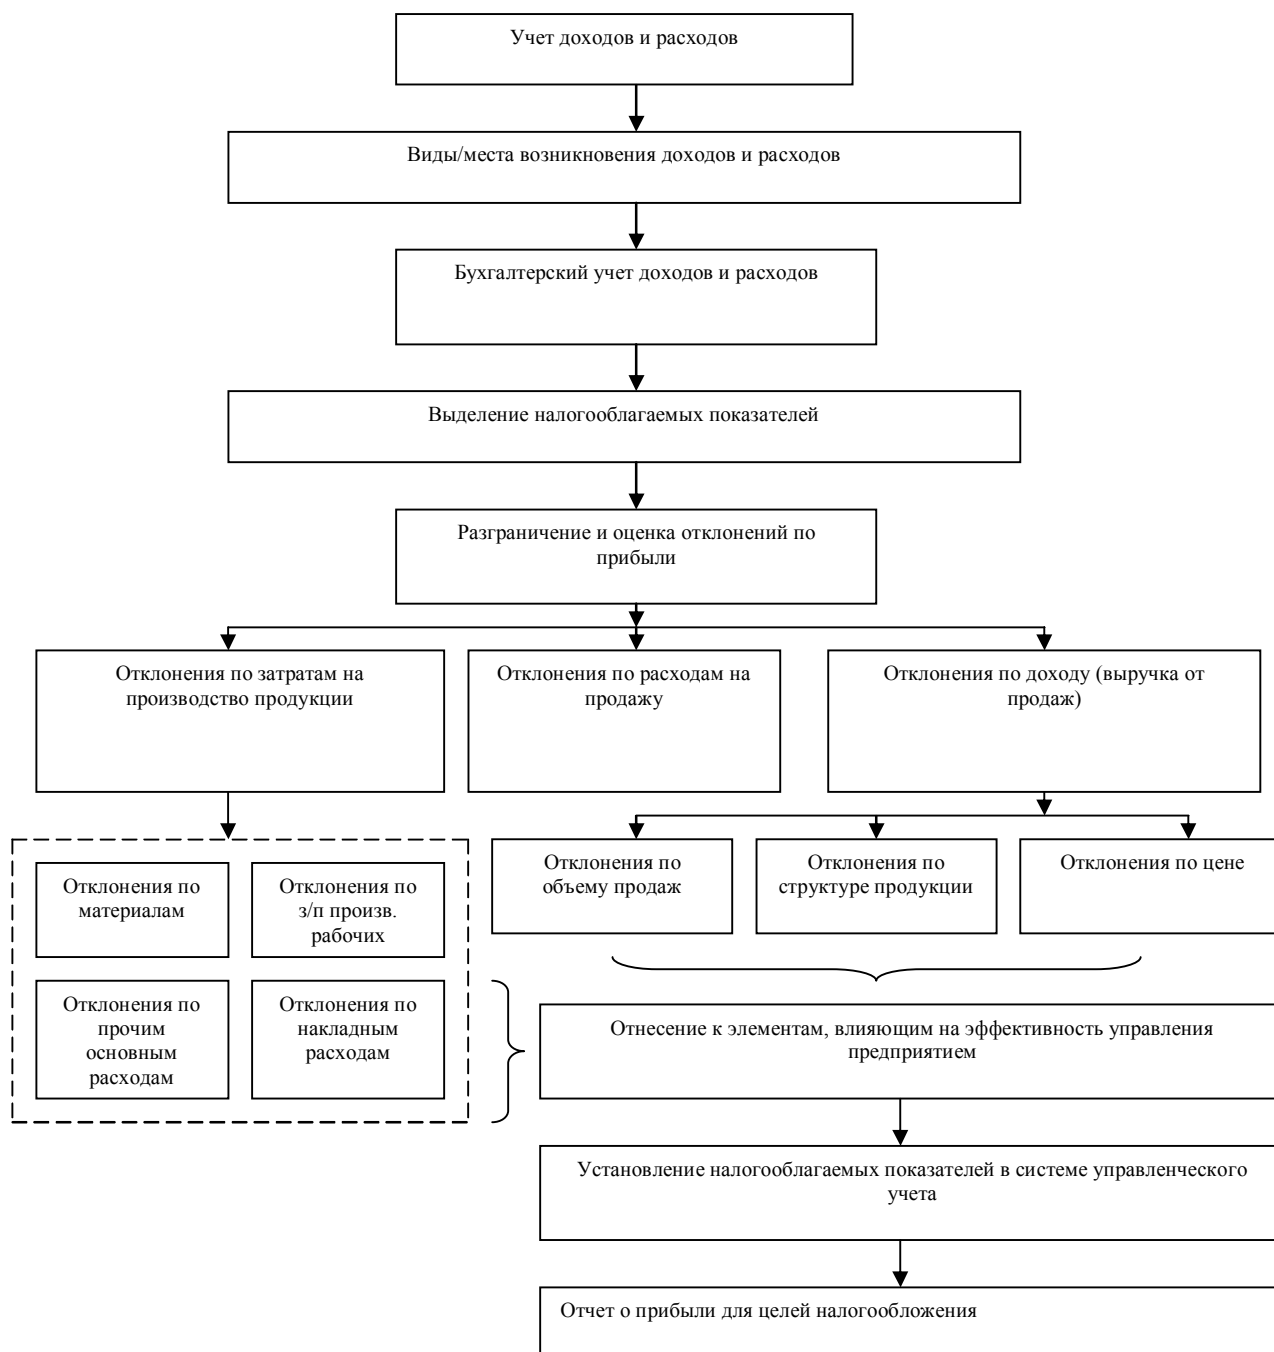 Учет доходов и расходов
Виды/места возникновения доходов и расходов
Бухгалтерский учет доходов и расходов
Выделение налогооблагаемых показателей
Разграничение и оценка отклонений по
прибыли
Отклонения по затратам на
производство продукции
Отклонения по расходам на
продажу
Отклонения по доходу (выручка от
продаж)
Отклонения по
материалам
Отклонения по
з/п произв.
рабочих
Отклонения по
прочим
основным
расходам
Отклонения по
накладным
расходам
Отклонения по
объему продаж
Отклонения по
структуре продукции
Отклонения по цене
Отнесение к элементам, влияющим на эффективность управления
предприятием
Установление налогооблагаемых показателей в системе управленческого
учета
Отчет о прибыли для целей налогообложения